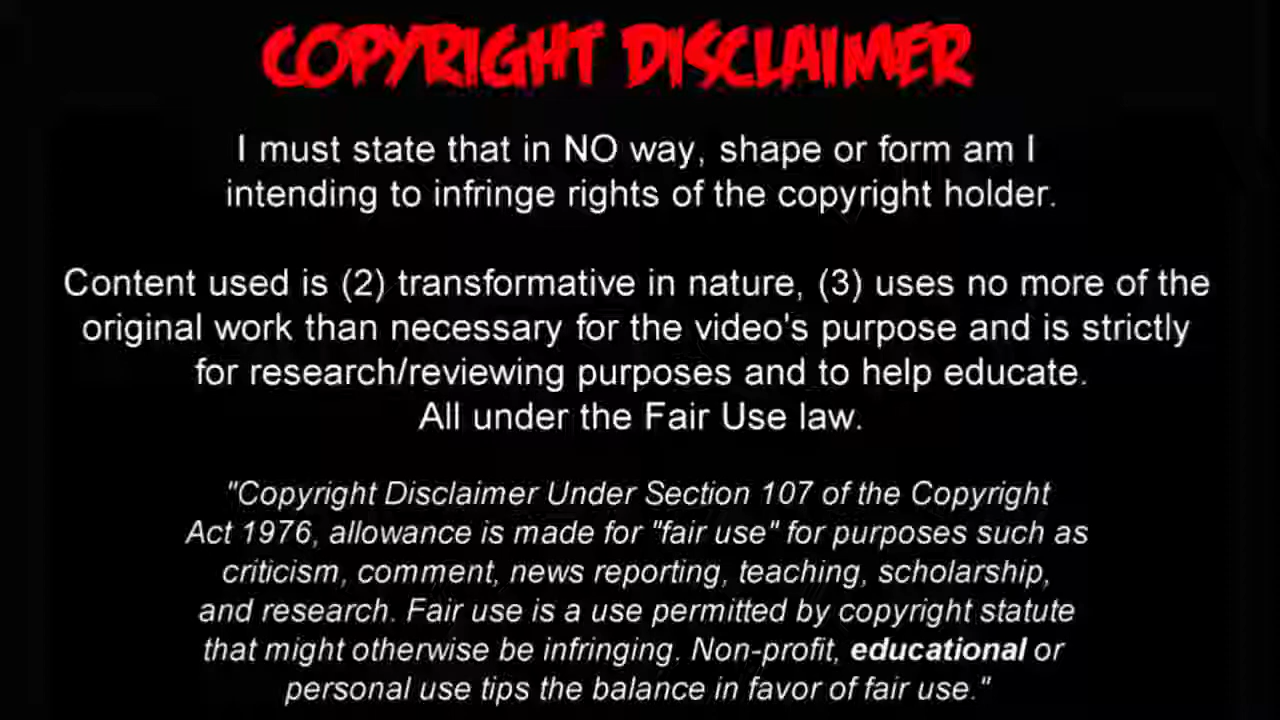 COPYRIGHT DISCLAIMER
I must state that in NO way, shape or form am I
intending to infringe rights of the copyright holder.
Content used is (2) transformative in nature, (3) uses no more of the
original work than necessary for the video's purpose and is strictly
for research/reviewing purposes and to help educate.
All under the Fair Use law.
"Copyright Disclaimer Under Section 107 of the Copyright
Act 1976, allowance is made for "fair use" for purposes such as
criticism, comment, news reporting, teaching, scholarship,
and research. Fair use is a use permitted by copyright statute
that might otherwise be infringing. Non-profit, educational or
personal use tips the balance in favor of fair use."